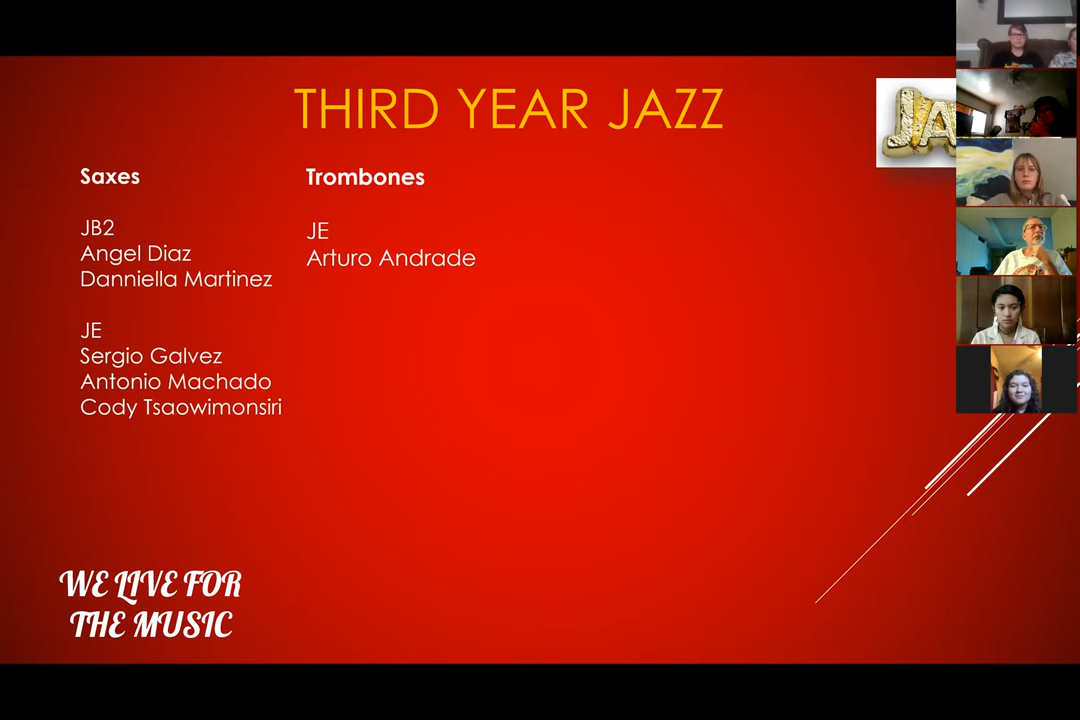 THIRD YEAR JAZZ
JA
Saxes
JB2
Angel Diaz
Danniella Martinez
JE
Sergio Galvez
Antonio Machado
Cody Tsaowimonsiri
Trombones
JE
Arturo Andrade
WE LIVE FOR
THE MUSIC